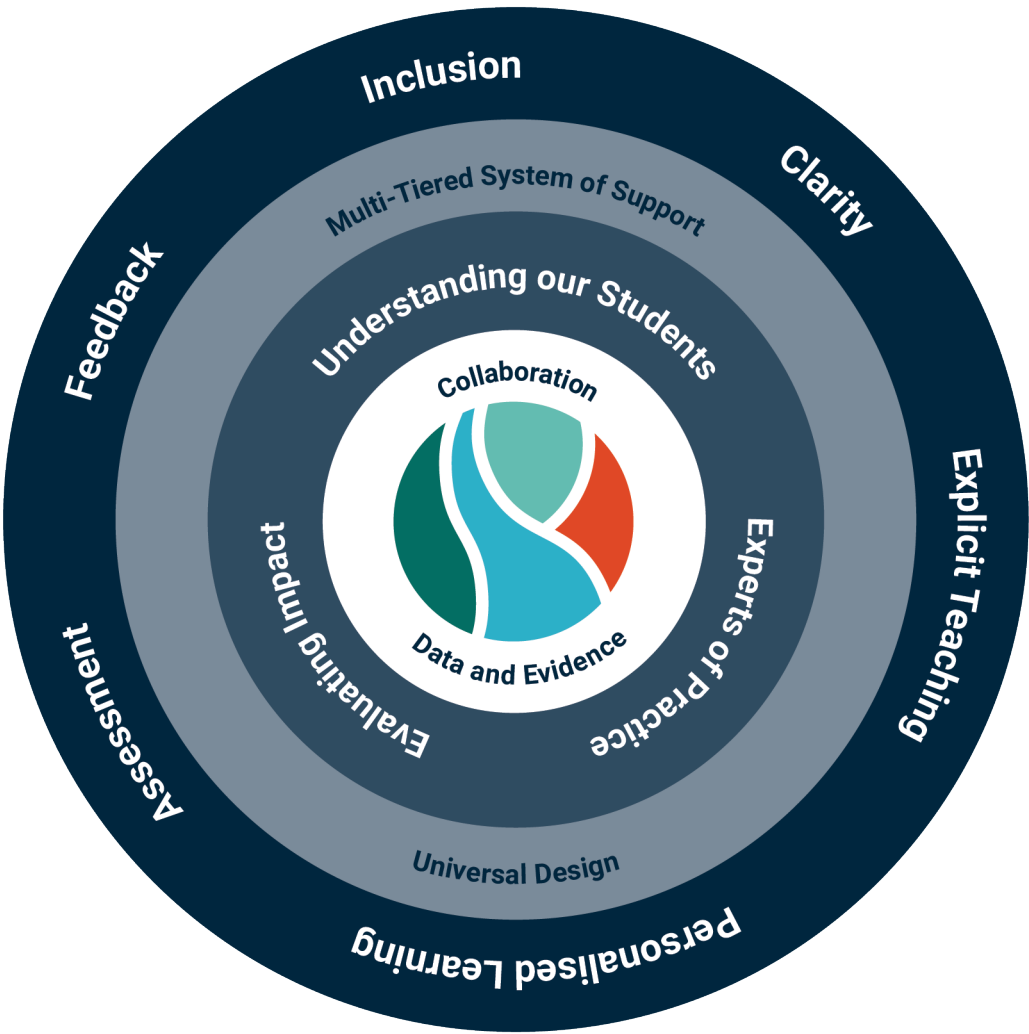 Inclusion
Clarity
Explicit Teaching
Personalised Learning
Assessment
Feedback
Multi-Tiered System of Support
Universal Design
Understanding our Students
Experts of Practice
Evaluating Impact
Collaboration
Data and Evidence